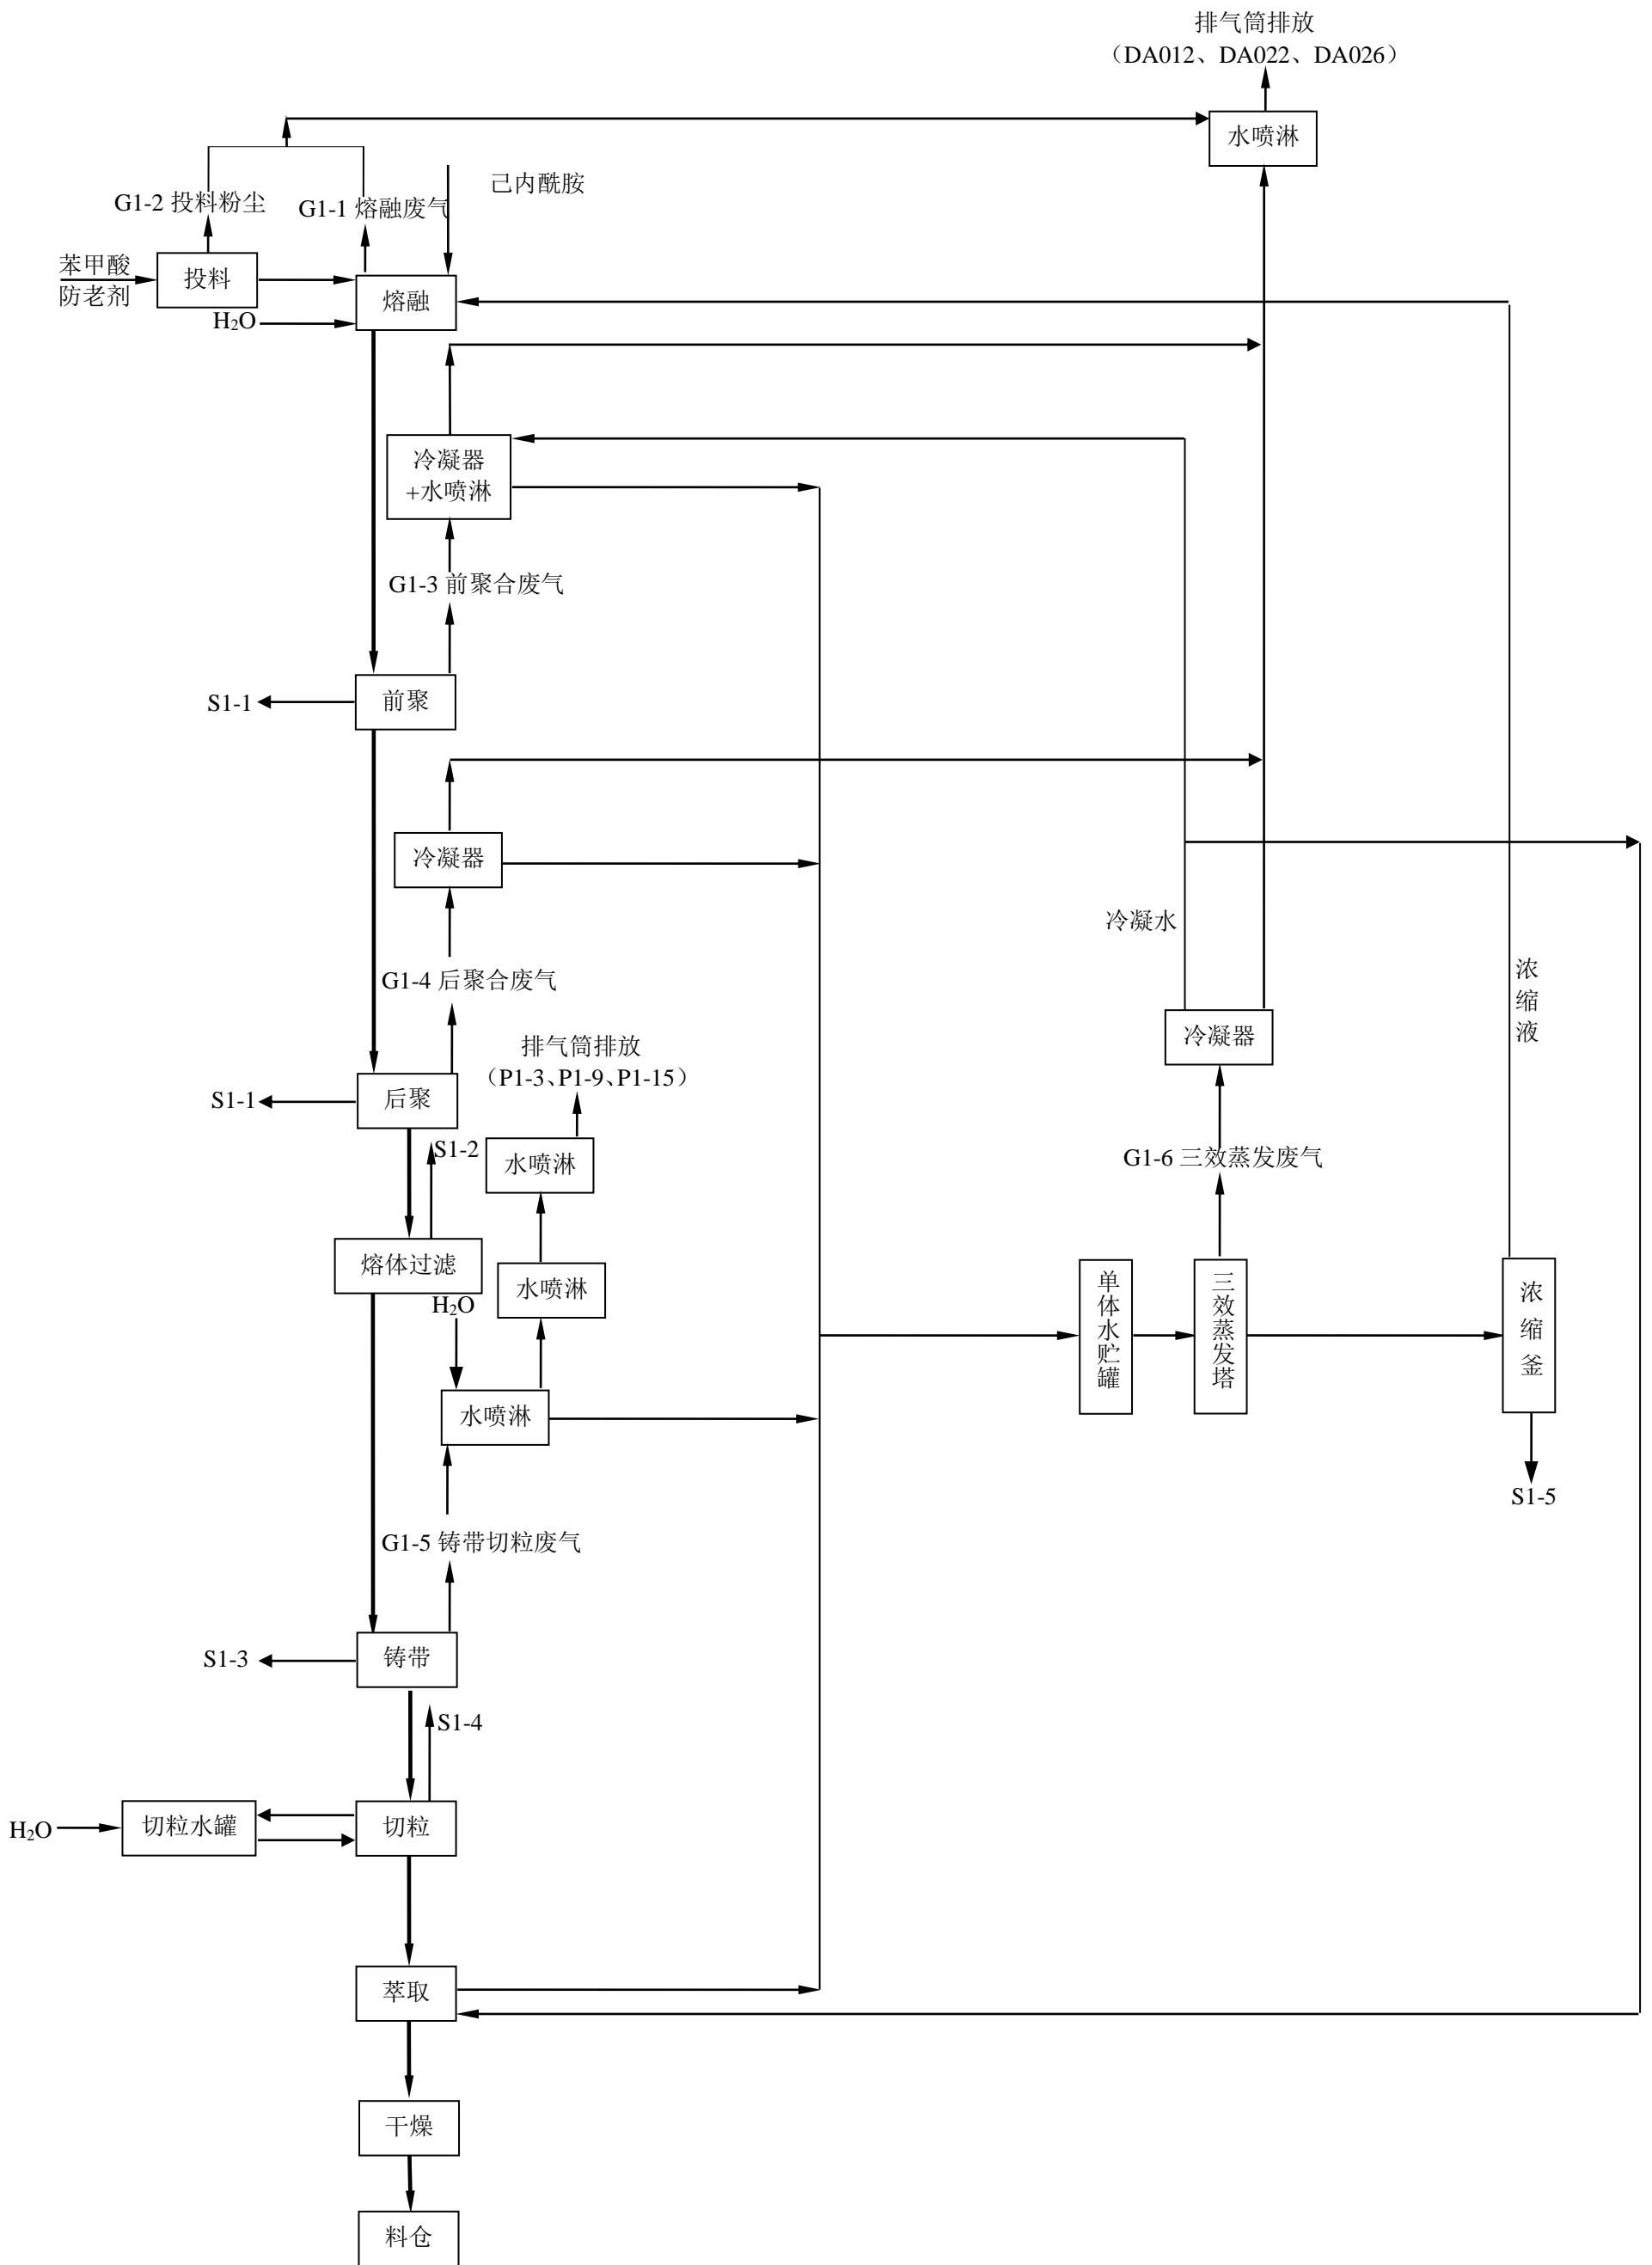 排气筒排放
（DA012、DA022、DA026）
水喷淋
己内酰胺
G1-2 投料粉尘
G1-1 熔融废气
苯甲酸
防老剂
投料
熔融
H₂O
冷凝器
+水喷淋
G1-3 前聚合废气
S1-1
前聚
冷凝器
冷凝水
浓
缩
液
G1-4 后聚合废气
冷凝器
排气筒排放
（P1-3、P1-9、P1-15）
S1-1
后聚
S1-2
水喷淋
G1-6 三效蒸发废气
熔体过滤
水喷淋
H₂O
单
体
水
贮
罐
三
效
蒸
发
塔
浓
缩
釜
水喷淋
S1-5
G1-5 铸带切粒废气
S1-3
铸带
S1-4
H₂O
切粒水罐
切粒
萃取
干燥
料仓